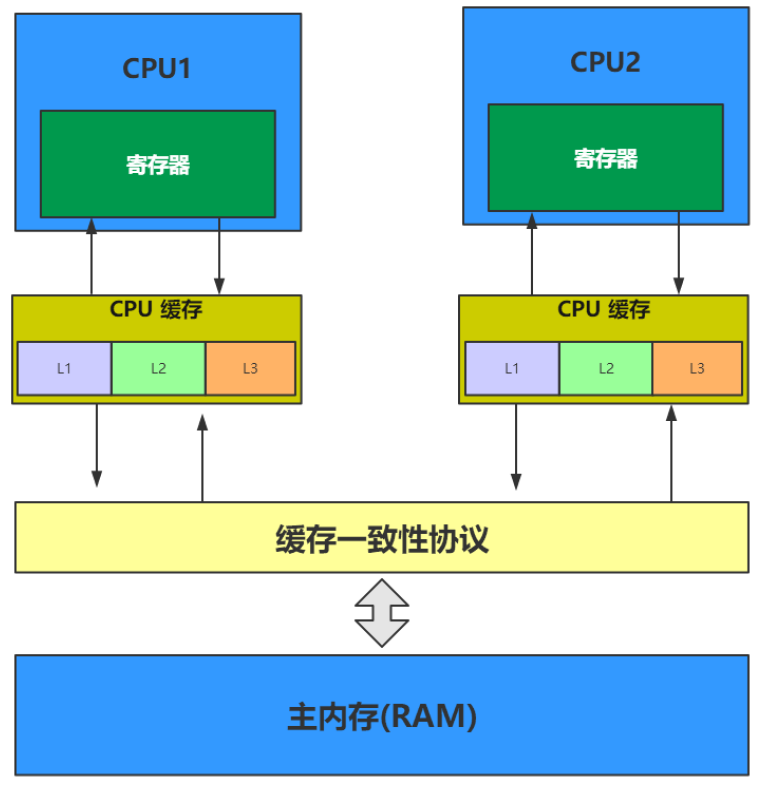 CPU1
CPU2
寄存器
寄存器
CPU 缓存
CPU 缓存
L1 L2 L3
L1 L2 L3
缓存一致性协议
主内存(RAM)